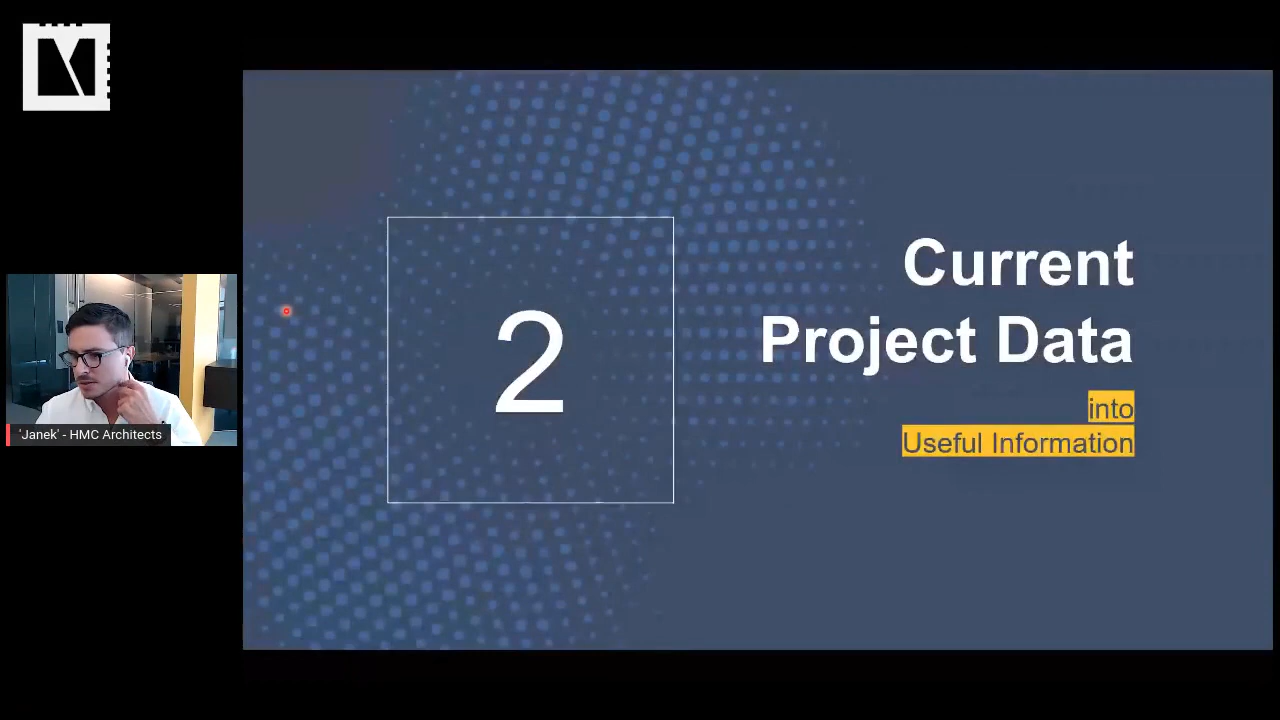 'Janek' - HMC Architects
2
Current
Project Data
into
Useful Information